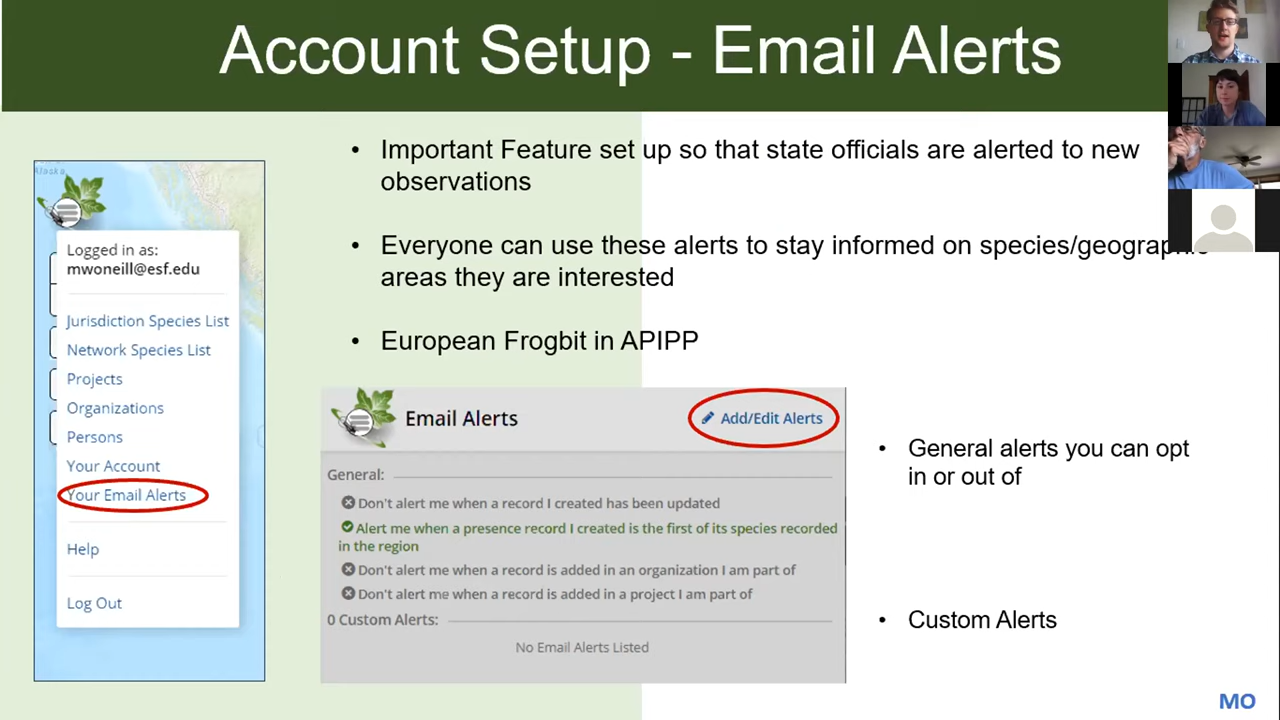 Account Setup - Email Alerts
• Important Feature set up so that state officials are alerted to new
observations
• Everyone can use these alerts to stay informed on species/geographic
areas they are interested
• European Frogbit in APIPP
Alaska
Logged in as:
mwoneill@esf.edu
Jurisdiction Species List
Network Species List
Projects
Organizations
Persons
Your Account
Your Email Alerts
Help
Log Out
Email Alerts
Add/Edit Alerts
General:
Don't alert me when a record I created has been updated
Alert me when a presence record I created is the first of its species recorded
in the region
Don't alert me when a record is added in an organization I am part of
Don't alert me when a record is added in a project I am part of
0 Custom Alerts:
No Email Alerts Listed
• General alerts you can opt
in or out of
• Custom Alerts
MO